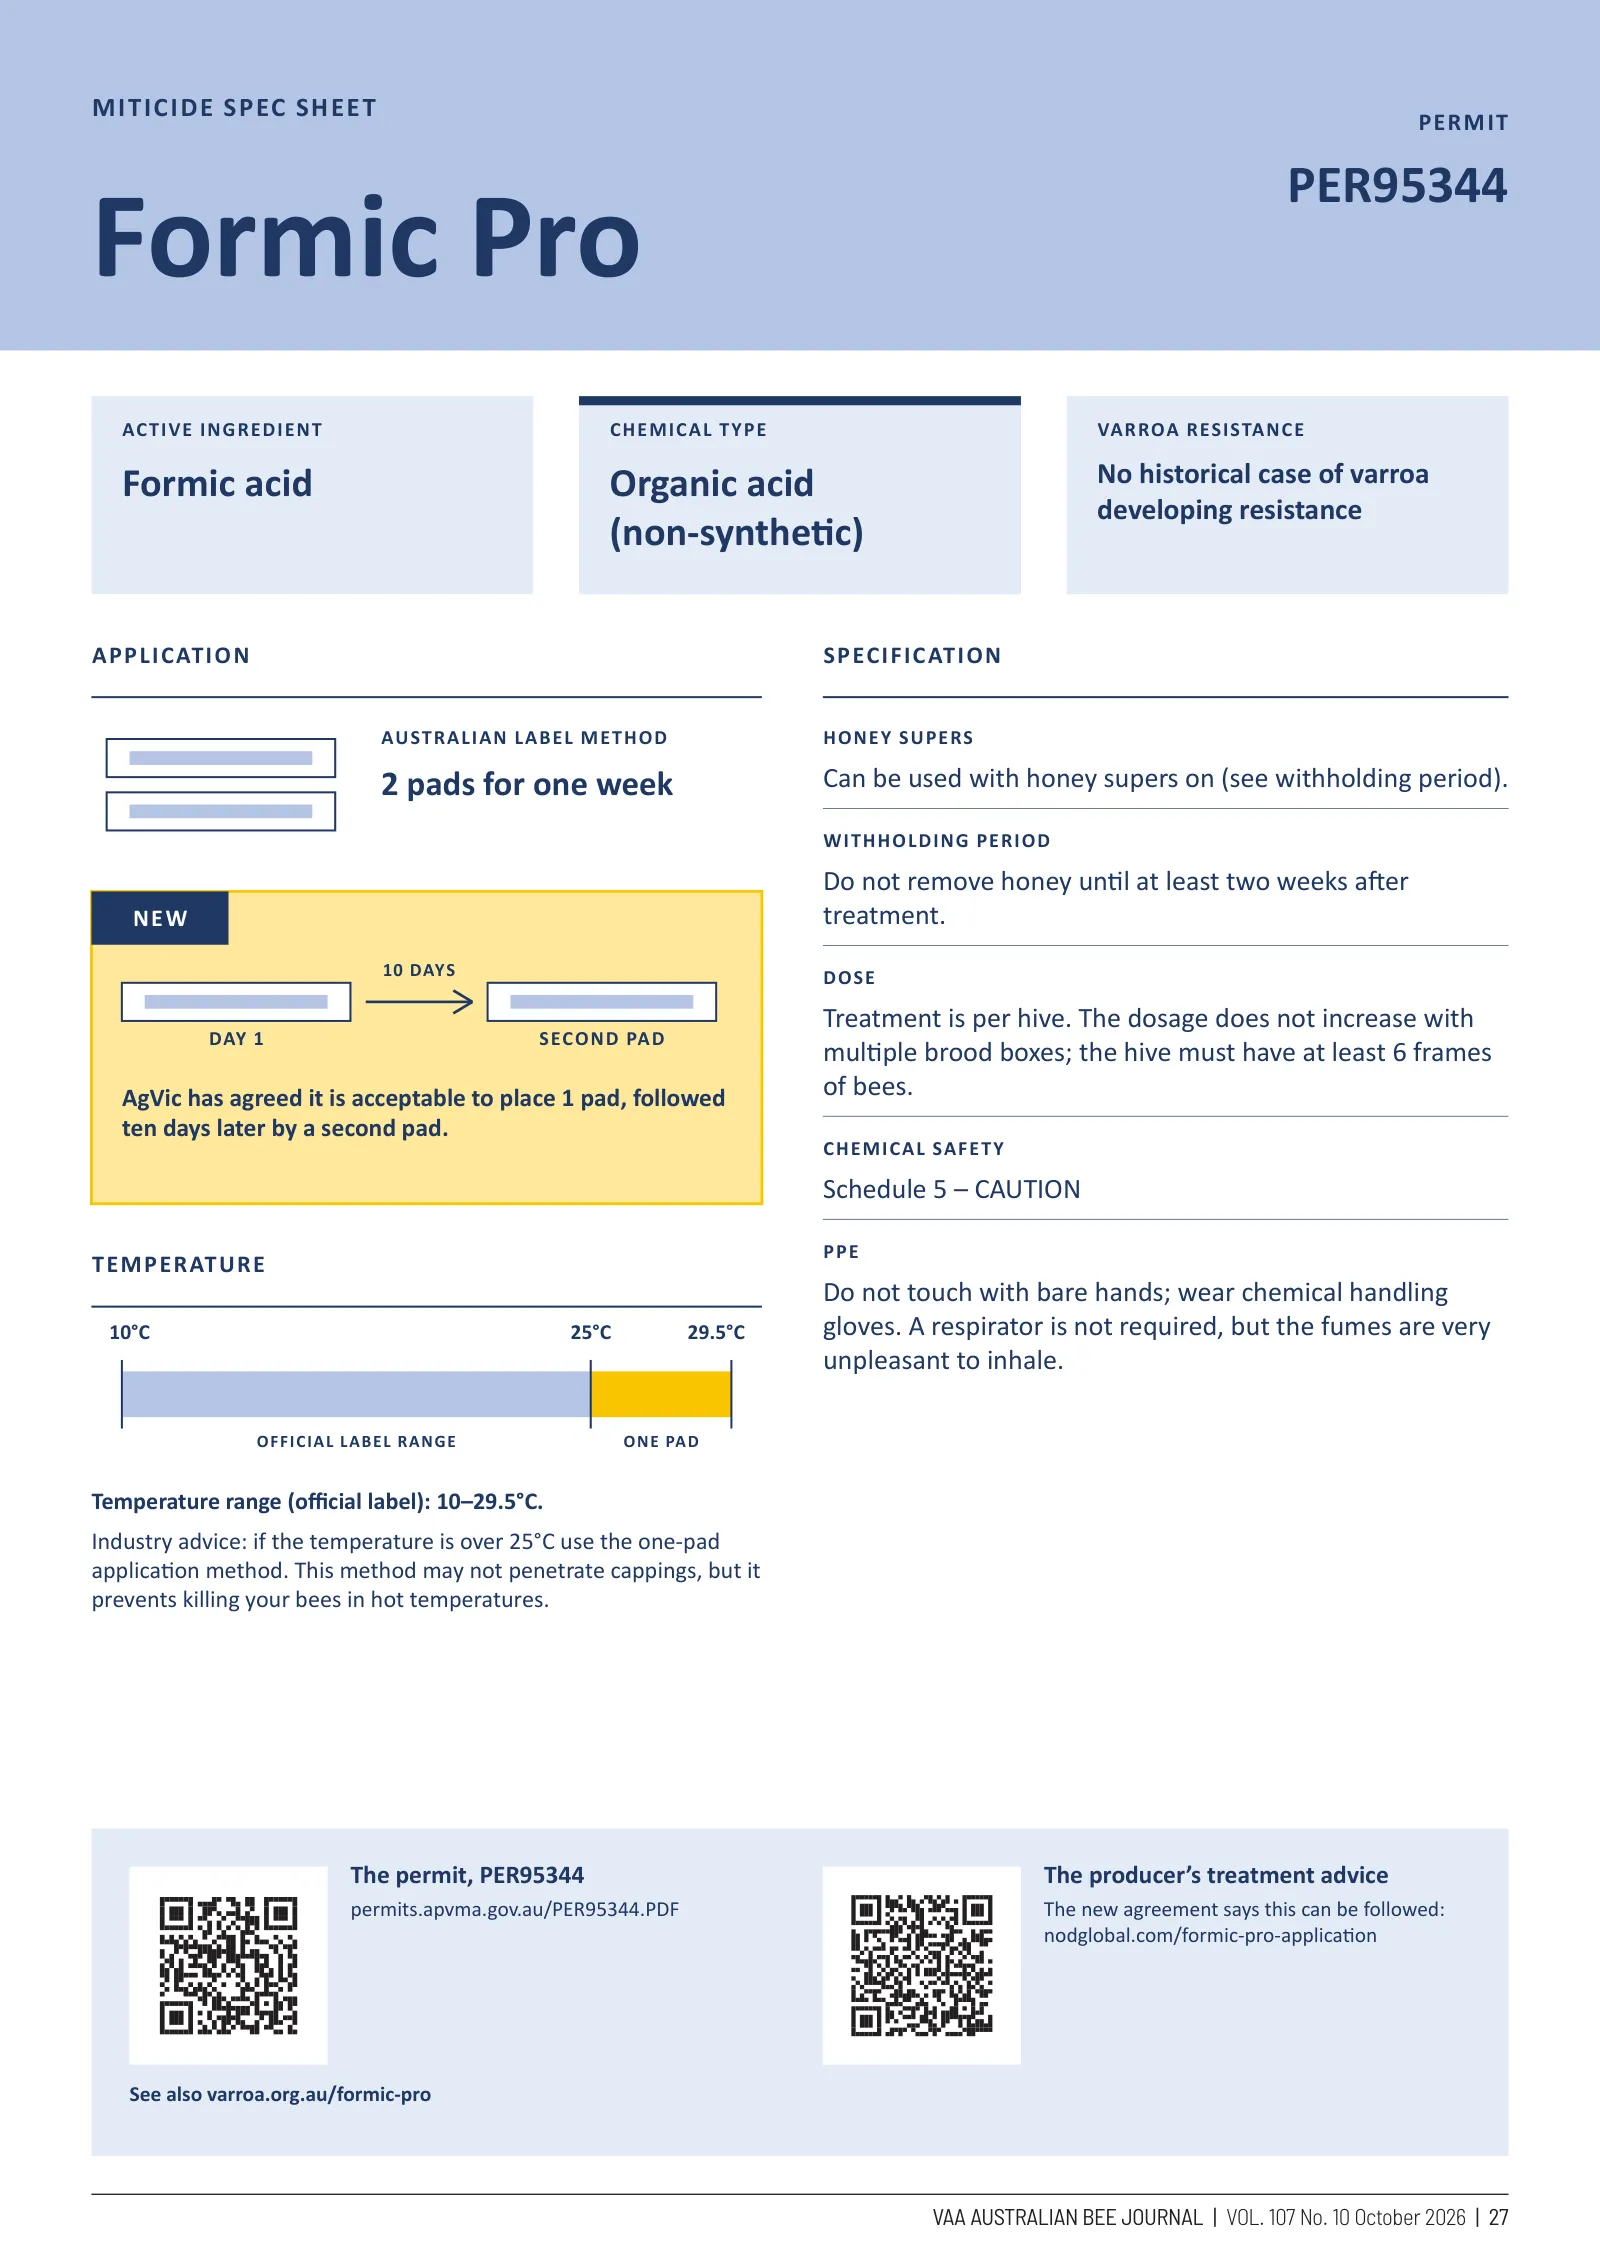 MITICIDE SPEC SHEET
Formic Pro
PERMIT
PER95344
ACTIVE INGREDIENT
Formic acid
CHEMICAL TYPE
Organic acid
(non-synthetic)
VARROA RESISTANCE
No historical case of varroa
developing resistance
APPLICATION
AUSTRALIAN LABEL METHOD
2 pads for one week
NEW
10 DAYS
DAY 1
SECOND PAD
AgVic has agreed it is acceptable to place 1 pad, followed
ten days later by a second pad.
TEMPERATURE
10°C
25°C
29.5°C
OFFICIAL LABEL RANGE
ONE PAD
Temperature range (official label): 10–29.5°C.
Industry advice: if the temperature is over 25°C use the one-pad
application method. This method may not penetrate cappings, but it
prevents killing your bees in hot temperatures.
SPECIFICATION
HONEY SUPERS
Can be used with honey supers on (see withholding period).
WITHHOLDING PERIOD
Do not remove honey until at least two weeks after
treatment.
DOSE
Treatment is per hive. The dosage does not increase with
multiple brood boxes; the hive must have at least 6 frames
of bees.
CHEMICAL SAFETY
Schedule 5 – CAUTION
PPE
Do not touch with bare hands; wear chemical handling
gloves. A respirator is not required, but the fumes are very
unpleasant to inhale.
The permit, PER95344
permits.apvma.gov.au/PER95344.PDF
See also varroa.org.au/formic-pro
The producer’s treatment advice
The new agreement says this can be followed:
nodglobal.com/formic-pro-application
VAA AUSTRALIAN BEE JOURNAL | VOL. 107 No. 10 October 2026 | 27